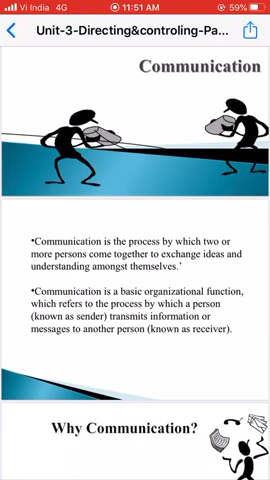 Vi India 4G 11:51 AM 59%
Unit-3-Directing&controling-Pa...
Communication
•Communication is the process by which two or
more persons come together to exchange ideas and
understanding amongst themselves.’
•Communication is a basic organizational function,
which refers to the process by which a person
(known as sender) transmits information or
messages to another person (known as receiver).
Why Communication?